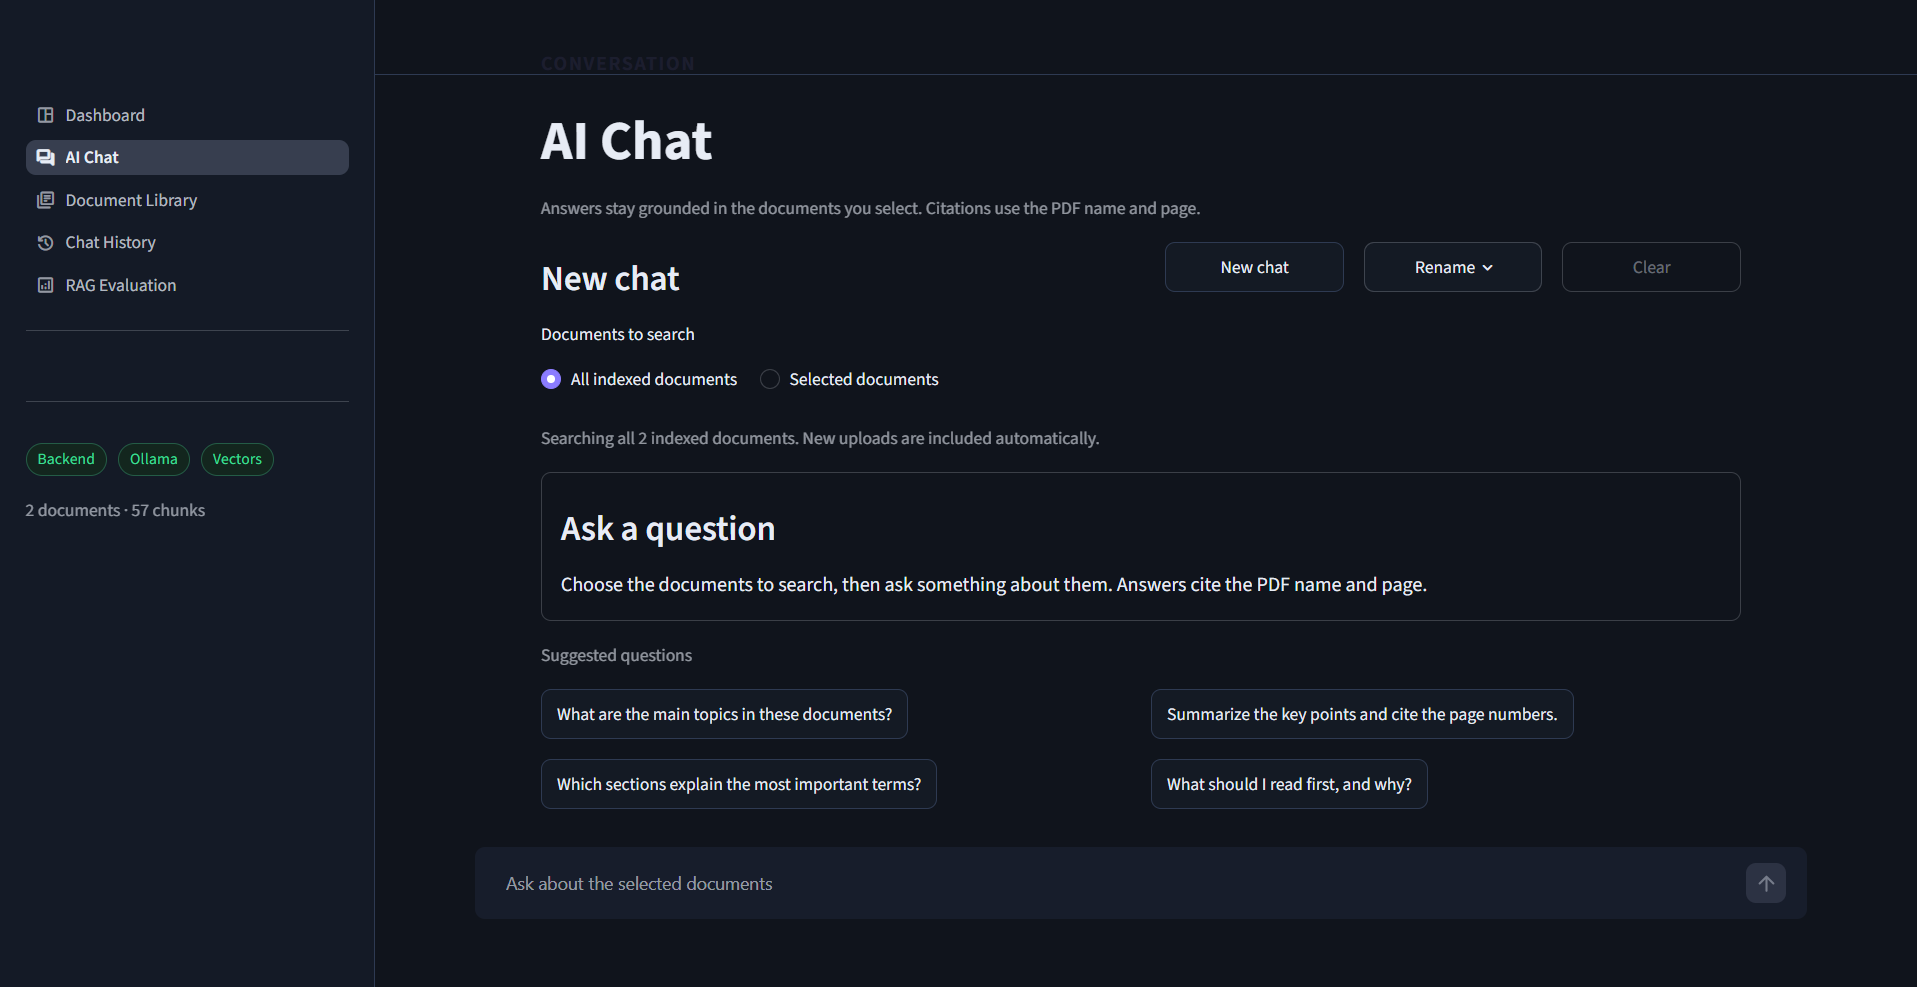 Dashboard
AI Chat
Document Library
Chat History
RAG Evaluation
Backend Ollama Vectors
2 documents · 57 chunks
CONVERSATION
AI Chat
Answers stay grounded in the documents you select. Citations use the PDF name and page.
New chat
New chat Rename Clear
Documents to search
All indexed documents Selected documents
Searching all 2 indexed documents. New uploads are included automatically.
Ask a question
Choose the documents to search, then ask something about them. Answers cite the PDF name and page.
Suggested questions
What are the main topics in these documents? Summarize the key points and cite the page numbers.
Which sections explain the most important terms? What should I read first, and why?
Ask about the selected documents